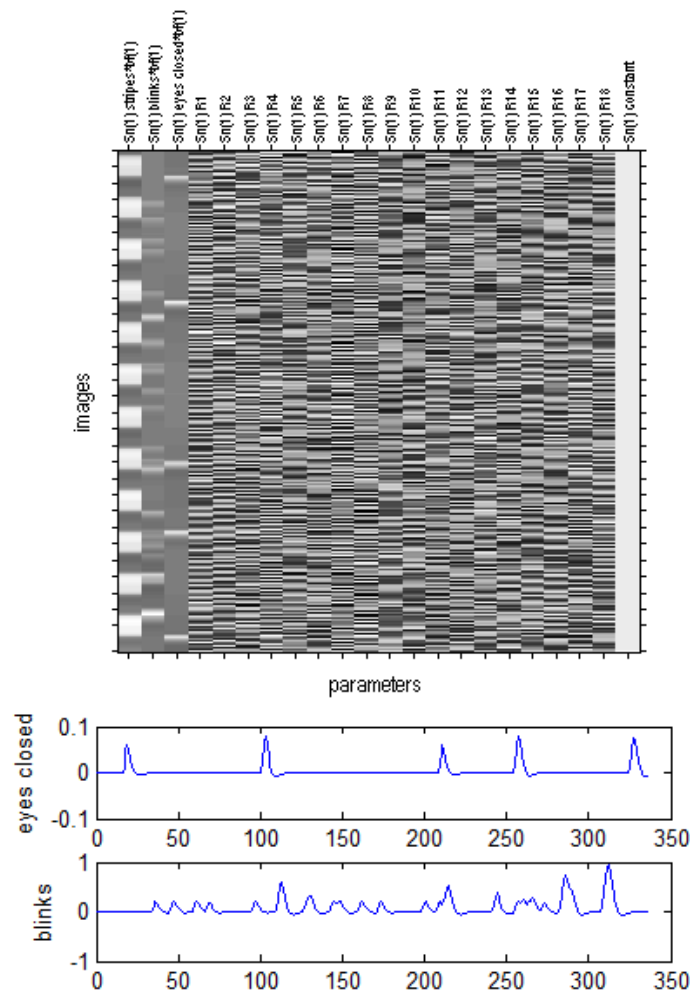 Sn(1) stripes*bf(1)
Sn(1) blinks*bf(1)
Sn(1) eyes closed*bf(1)
Sn(1) R1
Sn(1) R2
Sn(1) R3
Sn(1) R4
Sn(1) R5
Sn(1) R6
Sn(1) R7
Sn(1) R8
Sn(1) R9
Sn(1) R10
Sn(1) R11
Sn(1) R12
Sn(1) R13
Sn(1) R14
Sn(1) R15
Sn(1) R16
Sn(1) R17
Sn(1) R18
Sn(1) constant
images
parameters
eyes closed
0.1
0
-0.1
0 50 100 150 200 250 300 350
blinks
1
0
-1
0 50 100 150 200 250 300 350